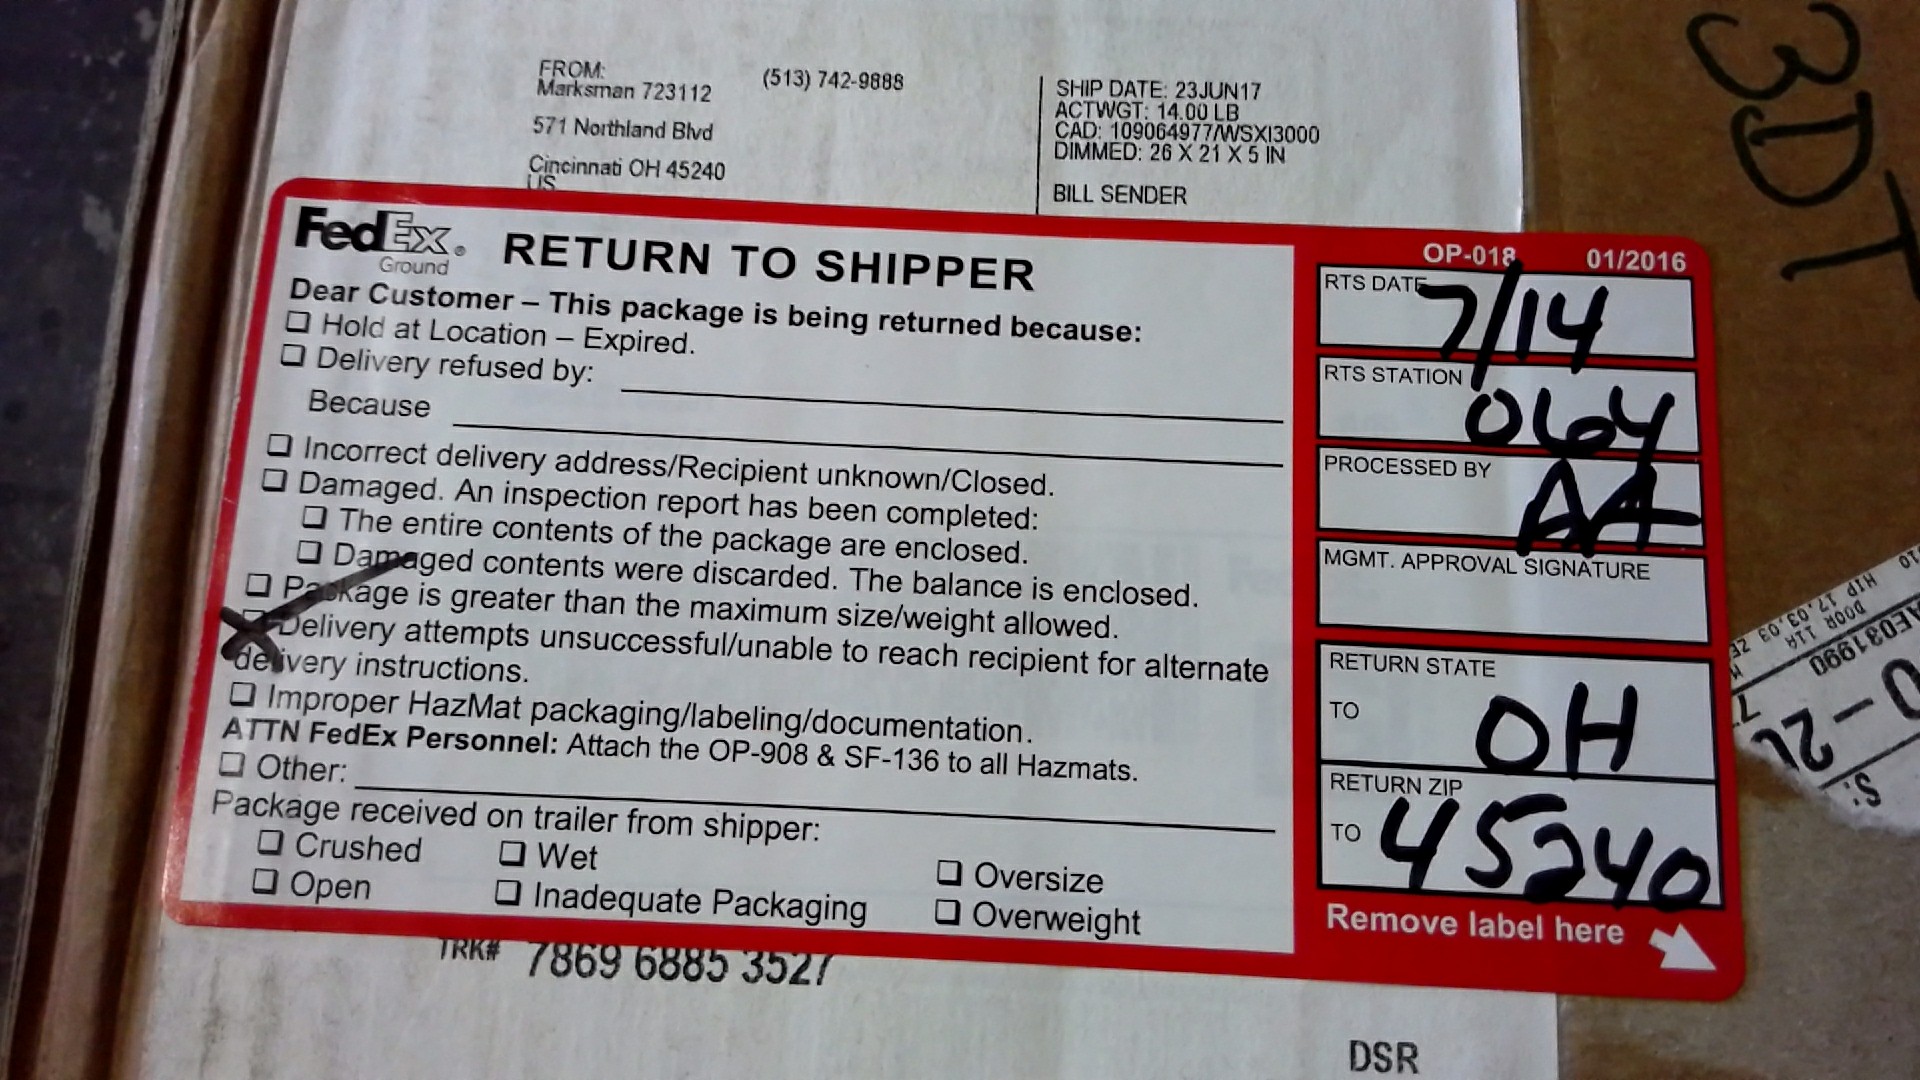 FROM:
Marksman 723112
(513) 742-9888
571 Northland Blvd
Cincinnati OH 45240
US
SHIP DATE: 23JUN17
ACTWGT: 14.00 LB
CAD: 109064977/WSXI3000
DIMMED: 26 X 21 X 5 IN
BILL SENDER
3DT
FedEx®
Ground
RETURN TO SHIPPER
Dear Customer – This package is being returned because:
❏ Hold at Location – Expired.
❏ Delivery refused by:
Because
❏ Incorrect delivery address/Recipient unknown/Closed.
❏ Damaged. An inspection report has been completed:
❏ The entire contents of the package are enclosed.
❏ Damaged contents were discarded. The balance is enclosed.
❏ Package is greater than the maximum size/weight allowed.
❏ Delivery attempts unsuccessful/unable to reach recipient for alternate
delivery instructions.
❏ Improper HazMat packaging/labeling/documentation.
ATTN FedEx Personnel: Attach the OP-908 & SF-136 to all Hazmats.
❏ Other:
Package received on trailer from shipper:
❏ Crushed ❏ Wet ❏ Oversize
❏ Open ❏ Inadequate Packaging ❏ Overweight
OP-018 01/2016
RTS DATE 7/14
RTS STATION 064
PROCESSED BY AA
MGMT. APPROVAL SIGNATURE
RETURN STATE
TO OH
RETURN ZIP
TO 45240
Remove label here
TRK# 7869 6885 3527
DSR
DOOR 11A
AE031990
S: